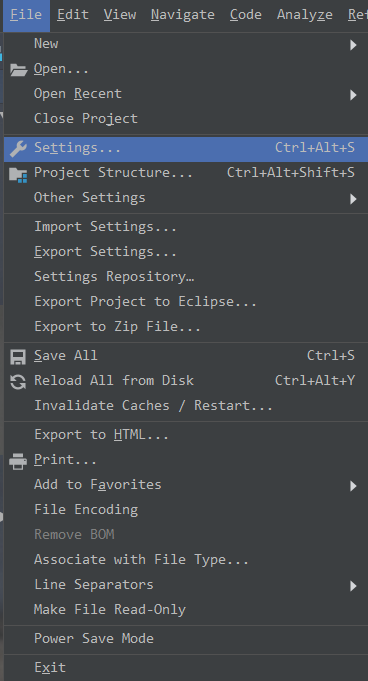 File Edit View Navigate Code Analyze Ref
New
Open...
Open Recent
Close Project
Settings... Ctrl+Alt+S
Project Structure... Ctrl+Alt+Shift+S
Other Settings
Import Settings...
Export Settings...
Settings Repository…
Export Project to Eclipse...
Export to Zip File...
Save All Ctrl+S
Reload All from Disk Ctrl+Alt+Y
Invalidate Caches / Restart...
Export to HTML...
Print...
Add to Favorites
File Encoding
Remove BOM
Associate with File Type...
Line Separators
Make File Read-Only
Power Save Mode
Exit